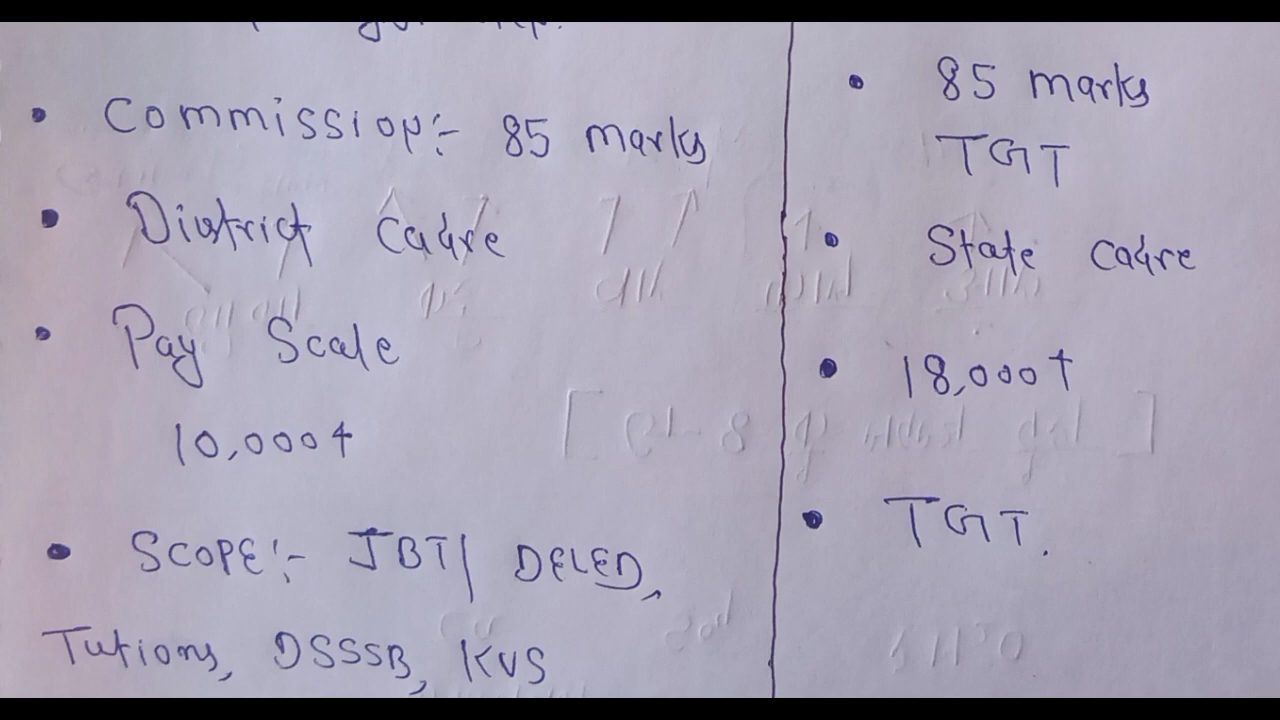 • Commission:- 85 marks
• District Cadre
• Pay Scale
10,000+
• SCOPE:- JBT/ DELED,
Tutions, DSSSB, KVS
• 85 marks
TGT
• State Cadre
• 18,000+
• TGT.